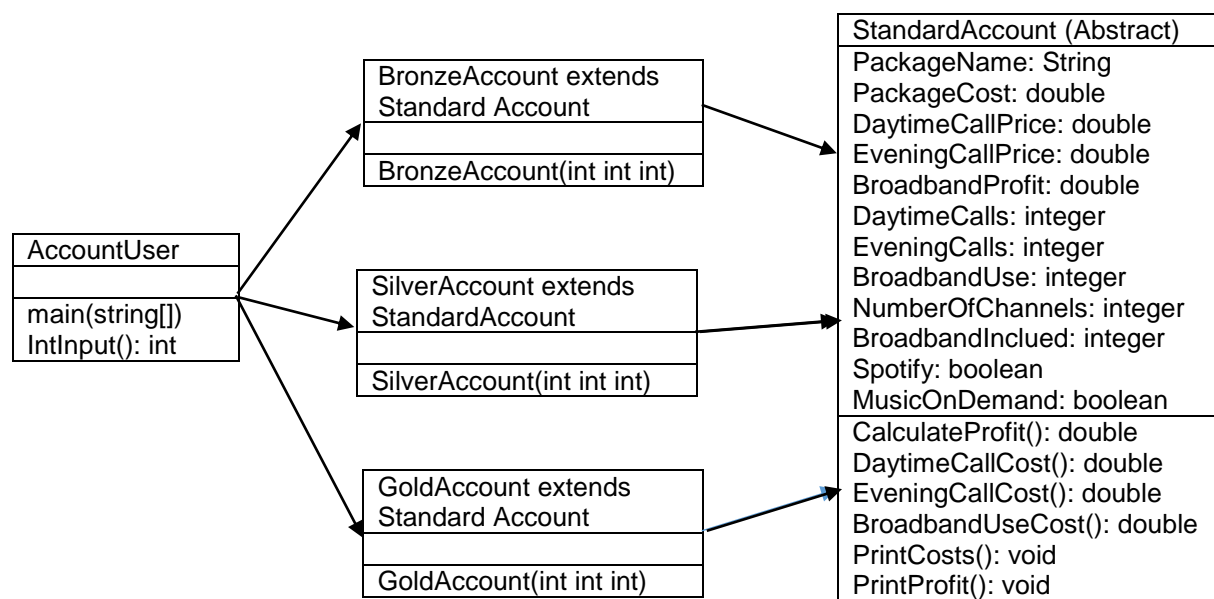 AccountUser
main(string[])
IntInput(): int
BronzeAccount extends
Standard Account
BronzeAccount(int int int)
SilverAccount extends
StandardAccount
SilverAccount(int int int)
GoldAccount extends
Standard Account
GoldAccount(int int int)
StandardAccount (Abstract)
PackageName: String
PackageCost: double
DaytimeCallPrice: double
EveningCallPrice: double
BroadbandProfit: double
DaytimeCalls: integer
EveningCalls: integer
BroadbandUse: integer
NumberOfChannels: integer
BroadbandInclued: integer
Spotify: boolean
MusicOnDemand: boolean
CalculateProfit(): double
DaytimeCallCost(): double
EveningCallCost(): double
BroadbandUseCost(): double
PrintCosts(): void
PrintProfit(): void